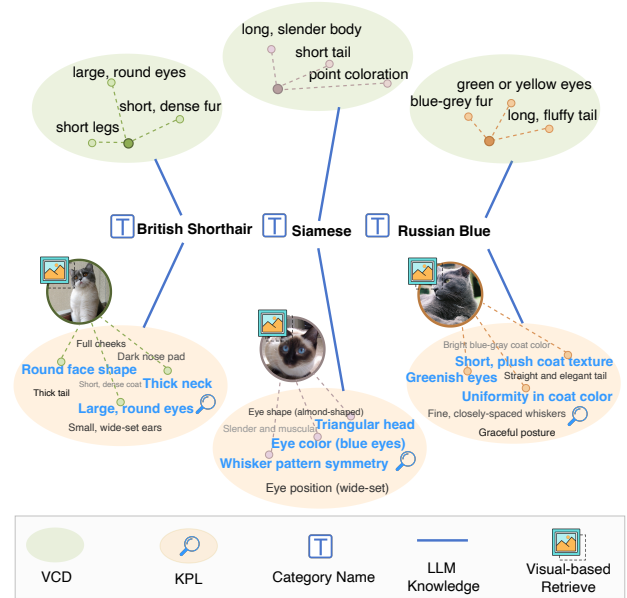 long, slender body
short tail
point coloration
large, round eyes
short, dense fur
short legs
green or yellow eyes
blue-grey fur
long, fluffy tail
T British Shorthair
T Siamese
T Russian Blue
Full cheeks
Dark nose pad
Round face shape
Short, dense coat
Thick neck
Thick tail
Large, round eyes
Small, wide-set ears
Eye shape (almond-shaped)
Triangular head
Slender and muscular
Eye color (blue eyes)
Whisker pattern symmetry
Eye position (wide-set)
Bright blue-gray coat color
Short, plush coat texture
Greenish eyes
Straight and elegant tail
Uniformity in coat color
Fine, closely-spaced whiskers
Graceful posture
T
VCD
KPL
Category Name
LLM
Knowledge
Visual-based
Retrieve